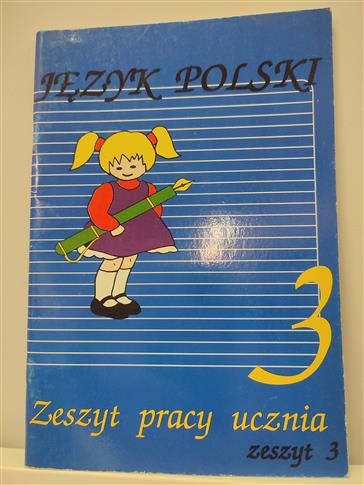 JĘZYK POLSKI
3
Zeszyt pracy ucznia
zeszyt 3